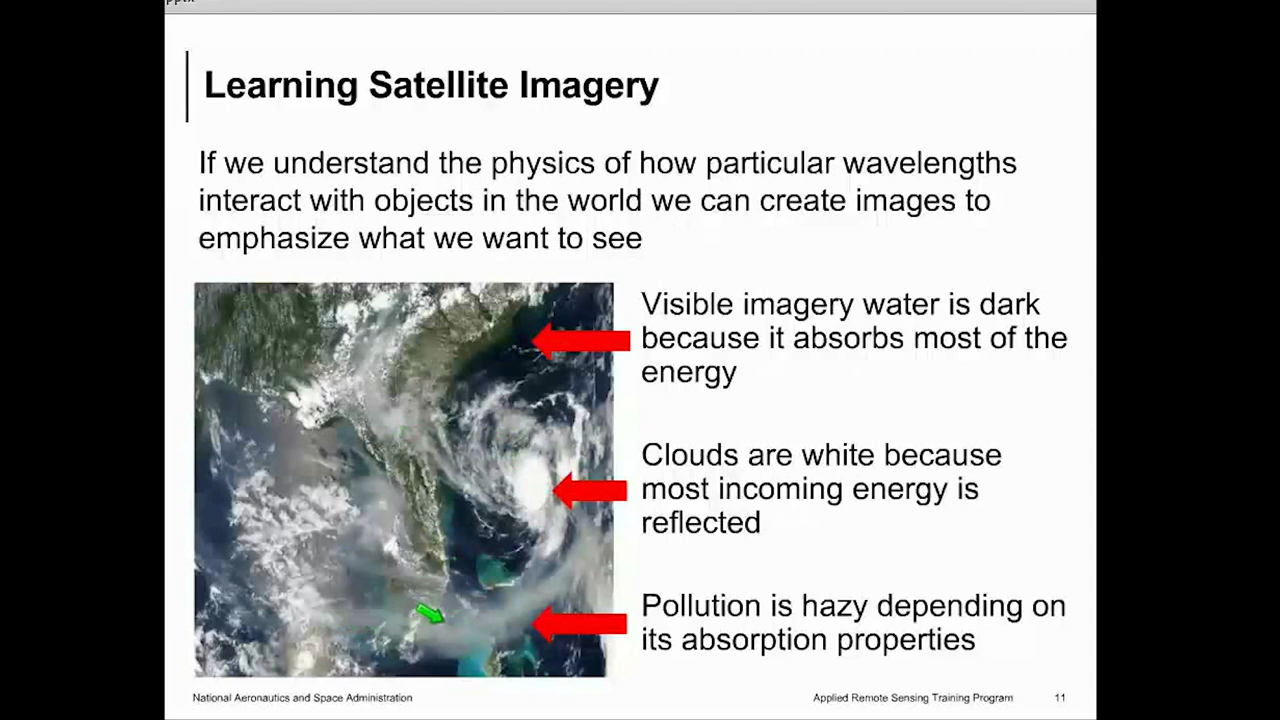 Learning Satellite Imagery
If we understand the physics of how particular wavelengths
interact with objects in the world we can create images to
emphasize what we want to see
Visible imagery water is dark
because it absorbs most of the
energy
Clouds are white because
most incoming energy is
reflected
Pollution is hazy depending on
its absorption properties
National Aeronautics and Space Administration
Applied Remote Sensing Training Program
11